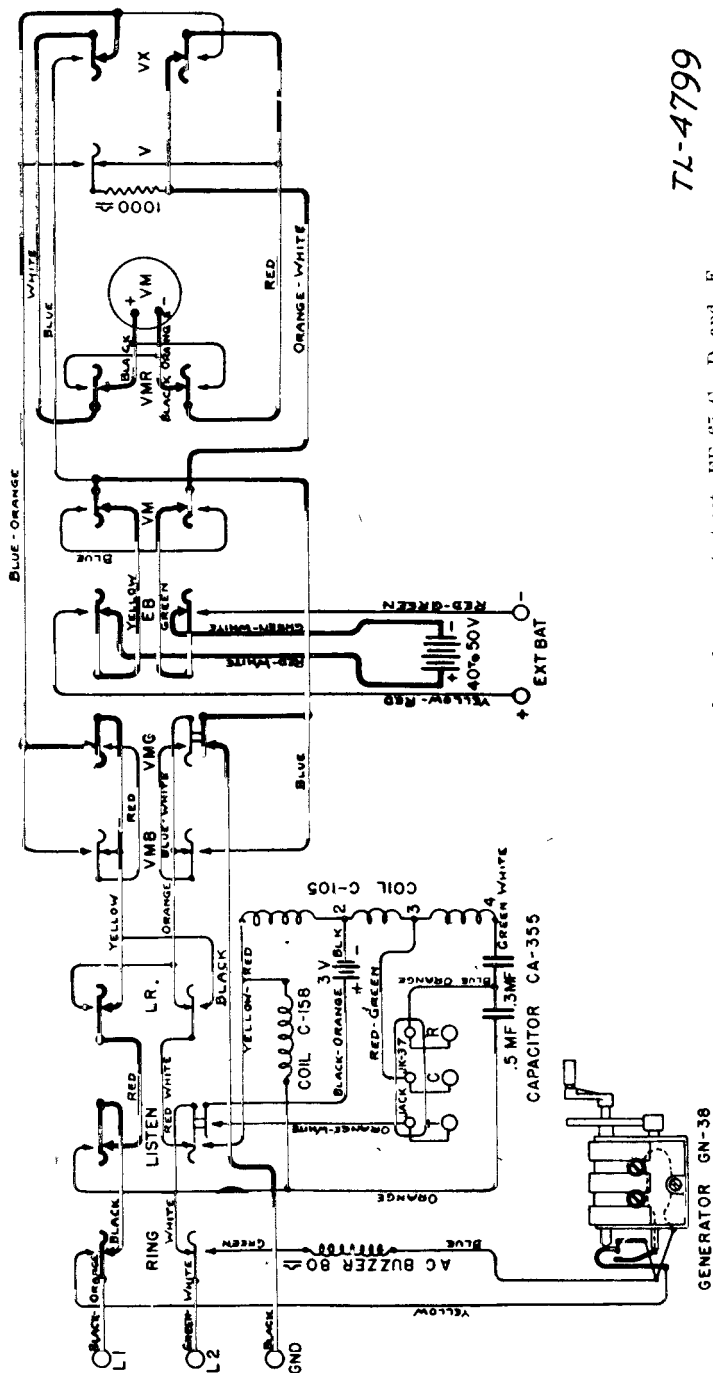 BLUE-ORANGE
WHITE
BLUE
BLUE
YELLOW
GREEN
EB
VM
VMR
BLACK
BLACK ORANGE
VM
+
-
1000
V
VX
RED
ORANGE-WHITE
RED
BLUE-WHITE
VMG
VMB
YELLOW
ORANGE
BLACK
LR.
RED
RED WHITE
LISTEN
BLACK
WHITE
RING
BLACK-ORANGE
GREEN-WHITE
BLACK
L1
L2
GND
GREEN
AC BUZZER 80
BLUE
YELLOW
ORANGE
YELLOW-RED
COIL C-158
BLACK-ORANGE
ORANGE-WHITE
3V
+
-
BLK
2
3
4
COIL C-105
RED-GREEN
BLUE ORANGE
GREEN WHITE
JACK JK-37
T
C
R
.5 MF
.3MF
CAPACITOR CA-355
GENERATOR GN-38
BLUE
YELLOW-RED
RED-WHITE
GREEN-WHITE
RED-GREEN
+
-
40 TO 50V
+
-
EXT BAT
TL-4799